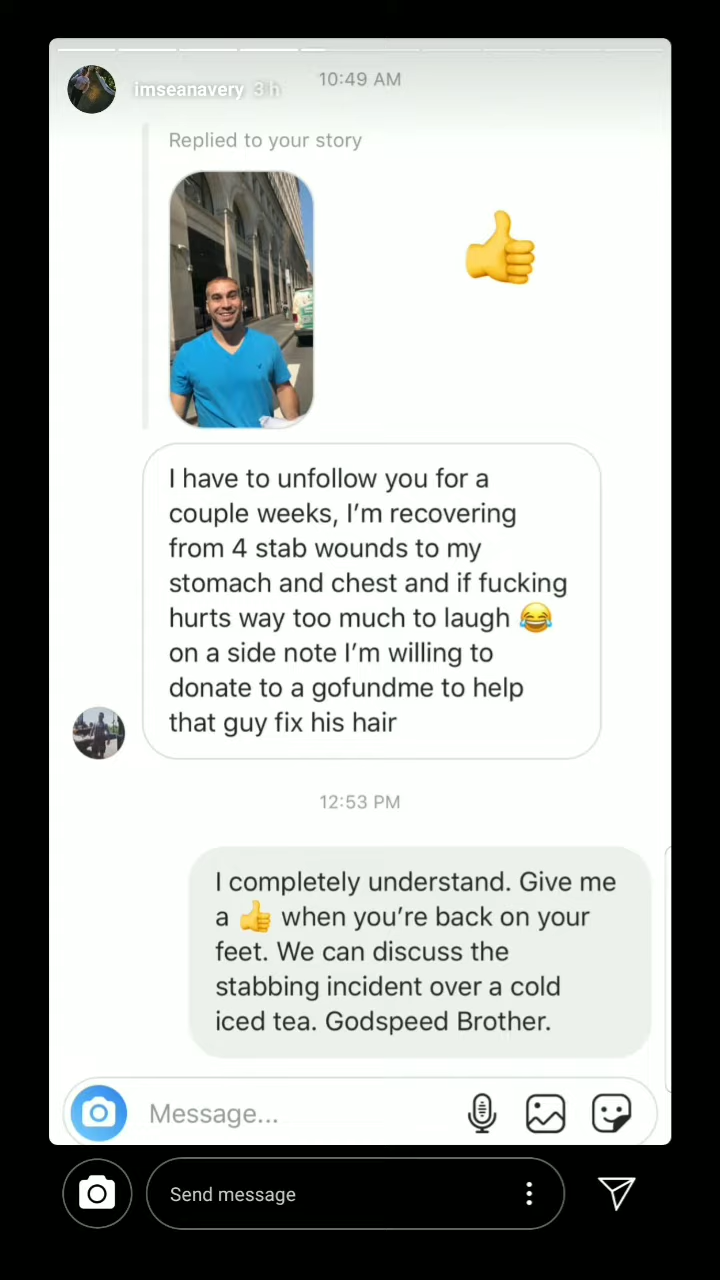 imseanavery 3 h
10:49 AM
Replied to your story
👍
I have to unfollow you for a
couple weeks, I’m recovering
from 4 stab wounds to my
stomach and chest and if fucking
hurts way too much to laugh 😂
on a side note I’m willing to
donate to a gofundme to help
that guy fix his hair
12:53 PM
I completely understand. Give me
a 👍 when you’re back on your
feet. We can discuss the
stabbing incident over a cold
iced tea. Godspeed Brother.
Message...
Send message